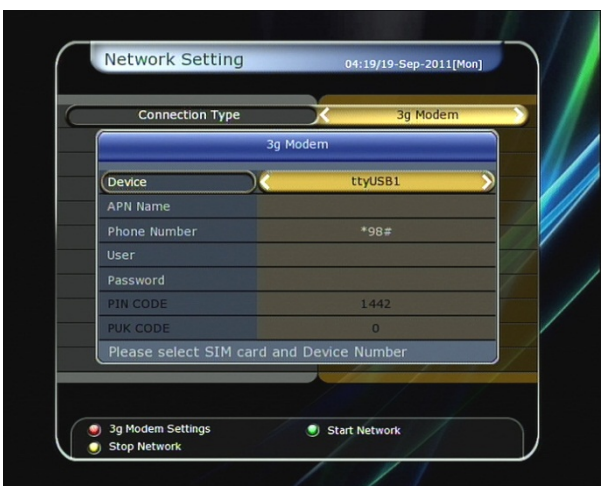 Network Setting
04:19/19-Sep-2011[Mon]
Connection Type 3g Modem
3g Modem
Device ttyUSB1
APN Name
Phone Number *98#
User
Password
PIN CODE 1442
PUK CODE 0
Please select SIM card and Device Number
3g Modem Settings Start Network
Stop Network